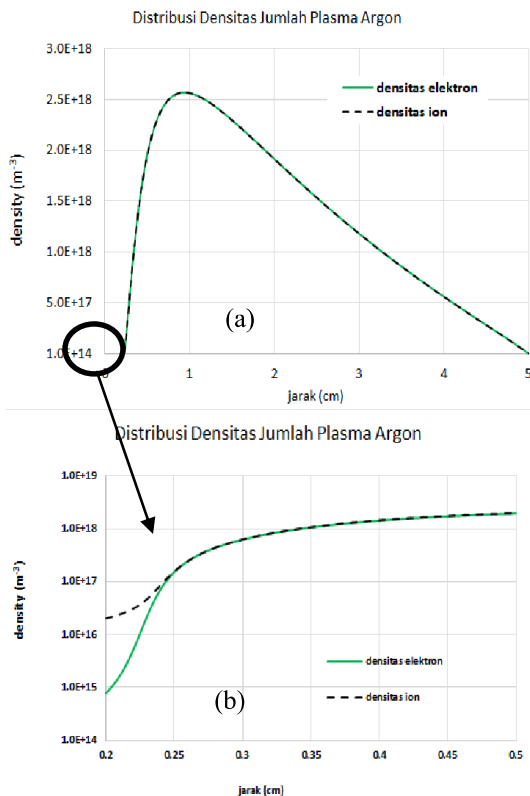 Distribusi Densitas Jumlah Plasma Argon
3.0E+18
2.5E+18
2.0E+18
1.5E+18
1.0E+18
5.0E+17
1.0E+14
density (m⁻³)
densitas elektron
densitas ion
(a)
0 1 2 3 4 5
jarak (cm)
Distribusi Densitas Jumlah Plasma Argon
1.0E+19
1.0E+18
1.0E+17
1.0E+16
1.0E+15
1.0E+14
density (m⁻³)
densitas elektron
densitas ion
(b)
0.2 0.25 0.3 0.35 0.4 0.45 0.5
jarak (cm)